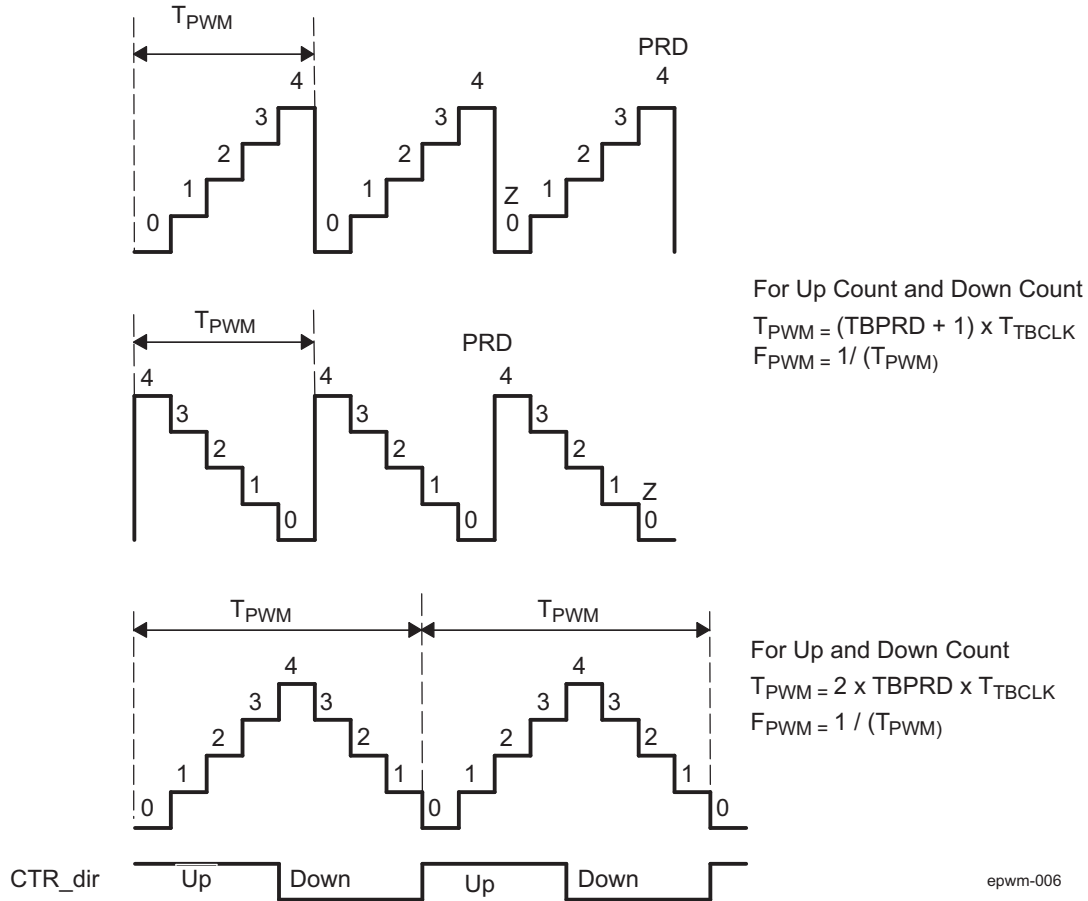 TPWM
PRD
4 4 4
3 3 3
2 2 2
1 1 1
Z
0 0 0
For Up Count and Down Count
TPWM = (TBPRD + 1) x TTBCLK
FPWM = 1/ (TPWM)
TPWM
PRD
4 4 4
3 3 3
2 2 2
1 1 1
Z
0 0 0
TPWM TPWM
For Up and Down Count
TPWM = 2 x TBPRD x TTBCLK
FPWM = 1 / (TPWM)
4 4
3 3 3 3
2 2 2 2
1 1 1 1
0 0 0
CTR_dir Up Down Up Down
epwm-006